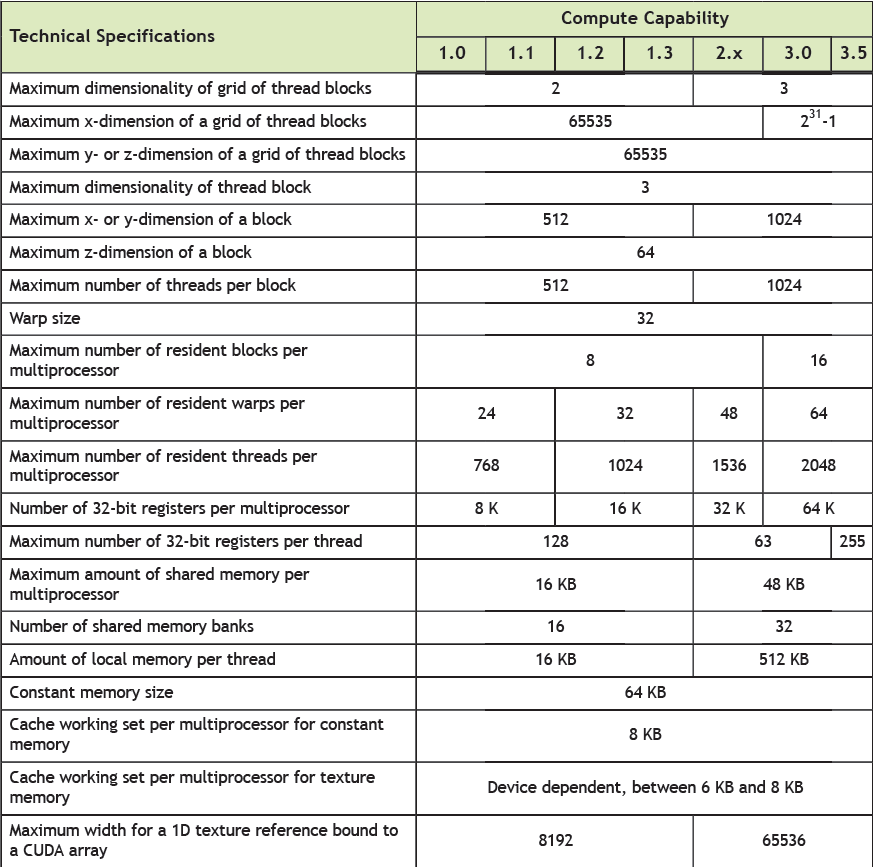 Technical Specifications
Compute Capability
1.0 1.1 1.2 1.3 2.x 3.0 3.5
Maximum dimensionality of grid of thread blocks 2 3
Maximum x-dimension of a grid of thread blocks 65535 2³¹-1
Maximum y- or z-dimension of a grid of thread blocks 65535
Maximum dimensionality of thread block 3
Maximum x- or y-dimension of a block 512 1024
Maximum z-dimension of a block 64
Maximum number of threads per block 512 1024
Warp size 32
Maximum number of resident blocks per
multiprocessor 8 16
Maximum number of resident warps per
multiprocessor 24 32 48 64
Maximum number of resident threads per
multiprocessor 768 1024 1536 2048
Number of 32-bit registers per multiprocessor 8 K 16 K 32 K 64 K
Maximum number of 32-bit registers per thread 128 63 255
Maximum amount of shared memory per
multiprocessor 16 KB 48 KB
Number of shared memory banks 16 32
Amount of local memory per thread 16 KB 512 KB
Constant memory size 64 KB
Cache working set per multiprocessor for constant
memory 8 KB
Cache working set per multiprocessor for texture
memory Device dependent, between 6 KB and 8 KB
Maximum width for a 1D texture reference bound to
a CUDA array 8192 65536